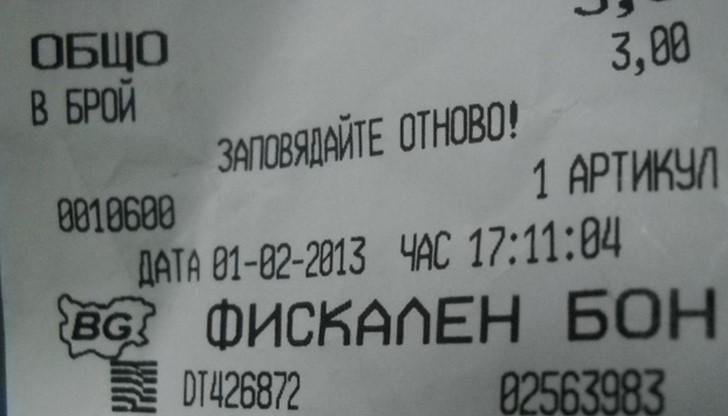 ОБЩО
В БРОЙ 3,00
ЗАПОВЯДАЙТЕ ОТНОВО!
1 АРТИКУЛ
0010600
ДАТА 01-02-2013 ЧАС 17:11:04
BG ФИСКАЛЕН БОН
DT426872 02563983